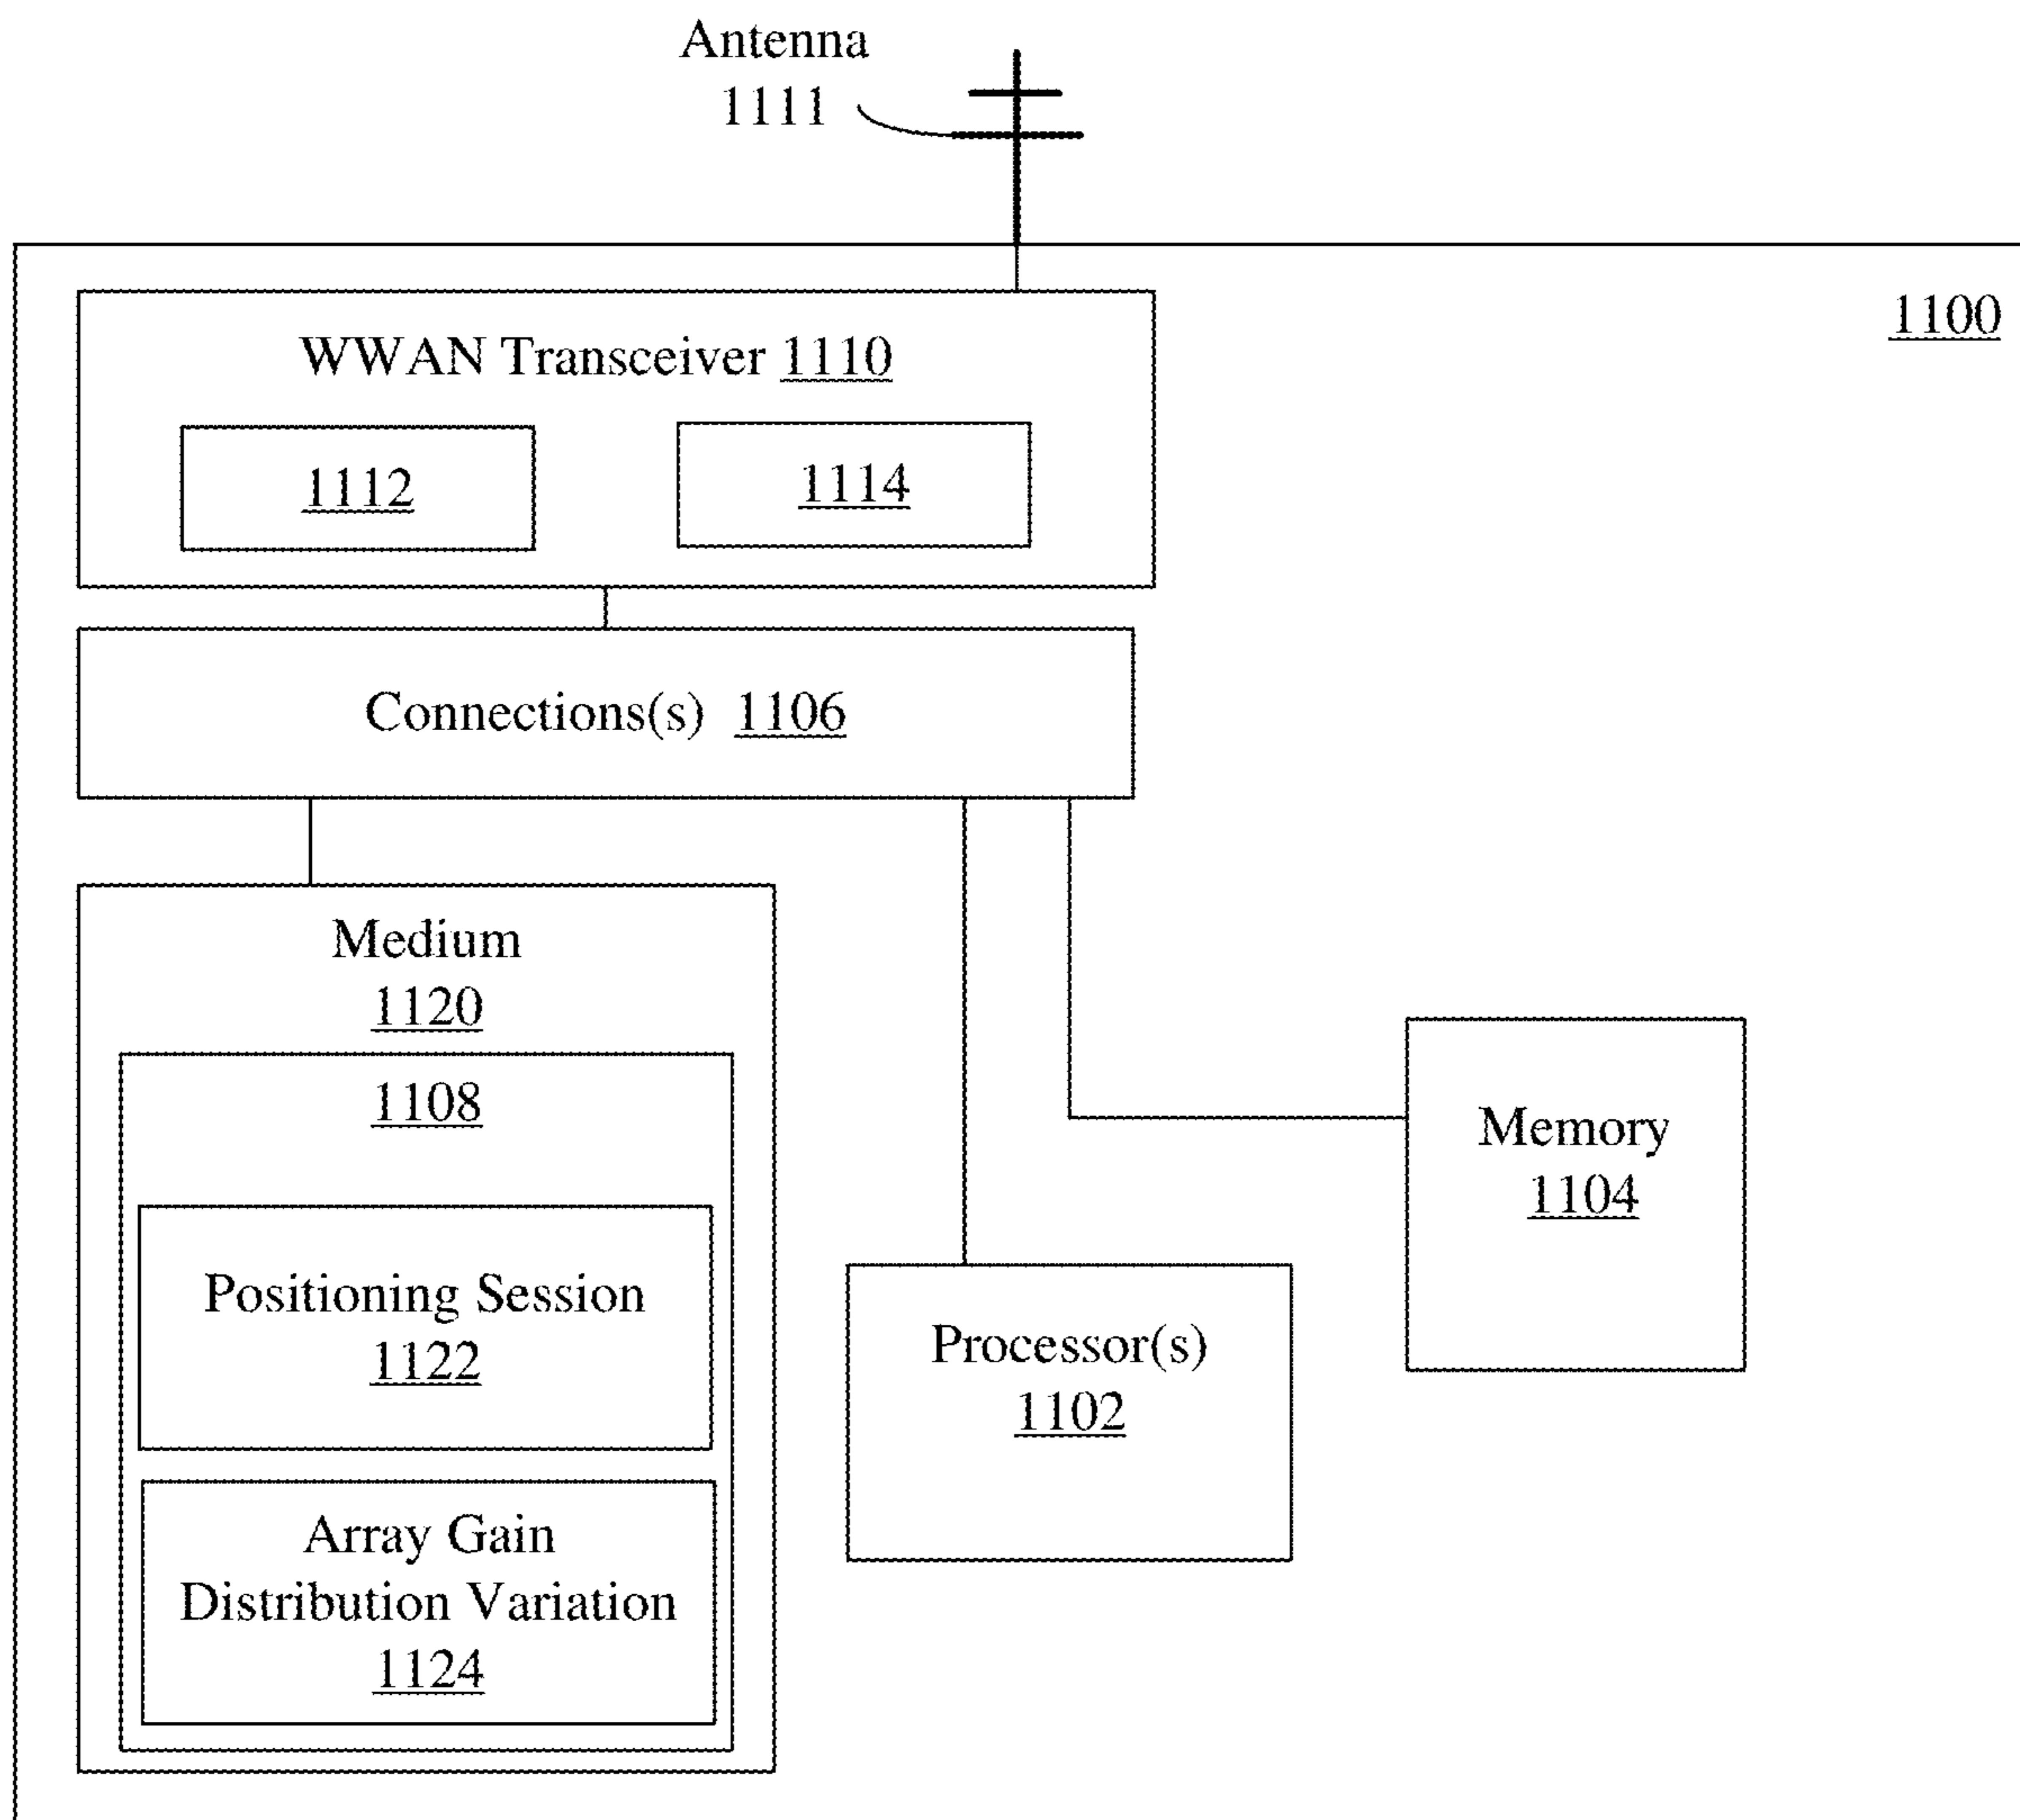 Antenna
1111
1100
WWAN Transceiver 1110
1112
1114
Connections(s) 1106
Medium
1120
1108
Positioning Session
1122
Array Gain
Distribution Variation
1124
Processor(s)
1102
Memory
1104